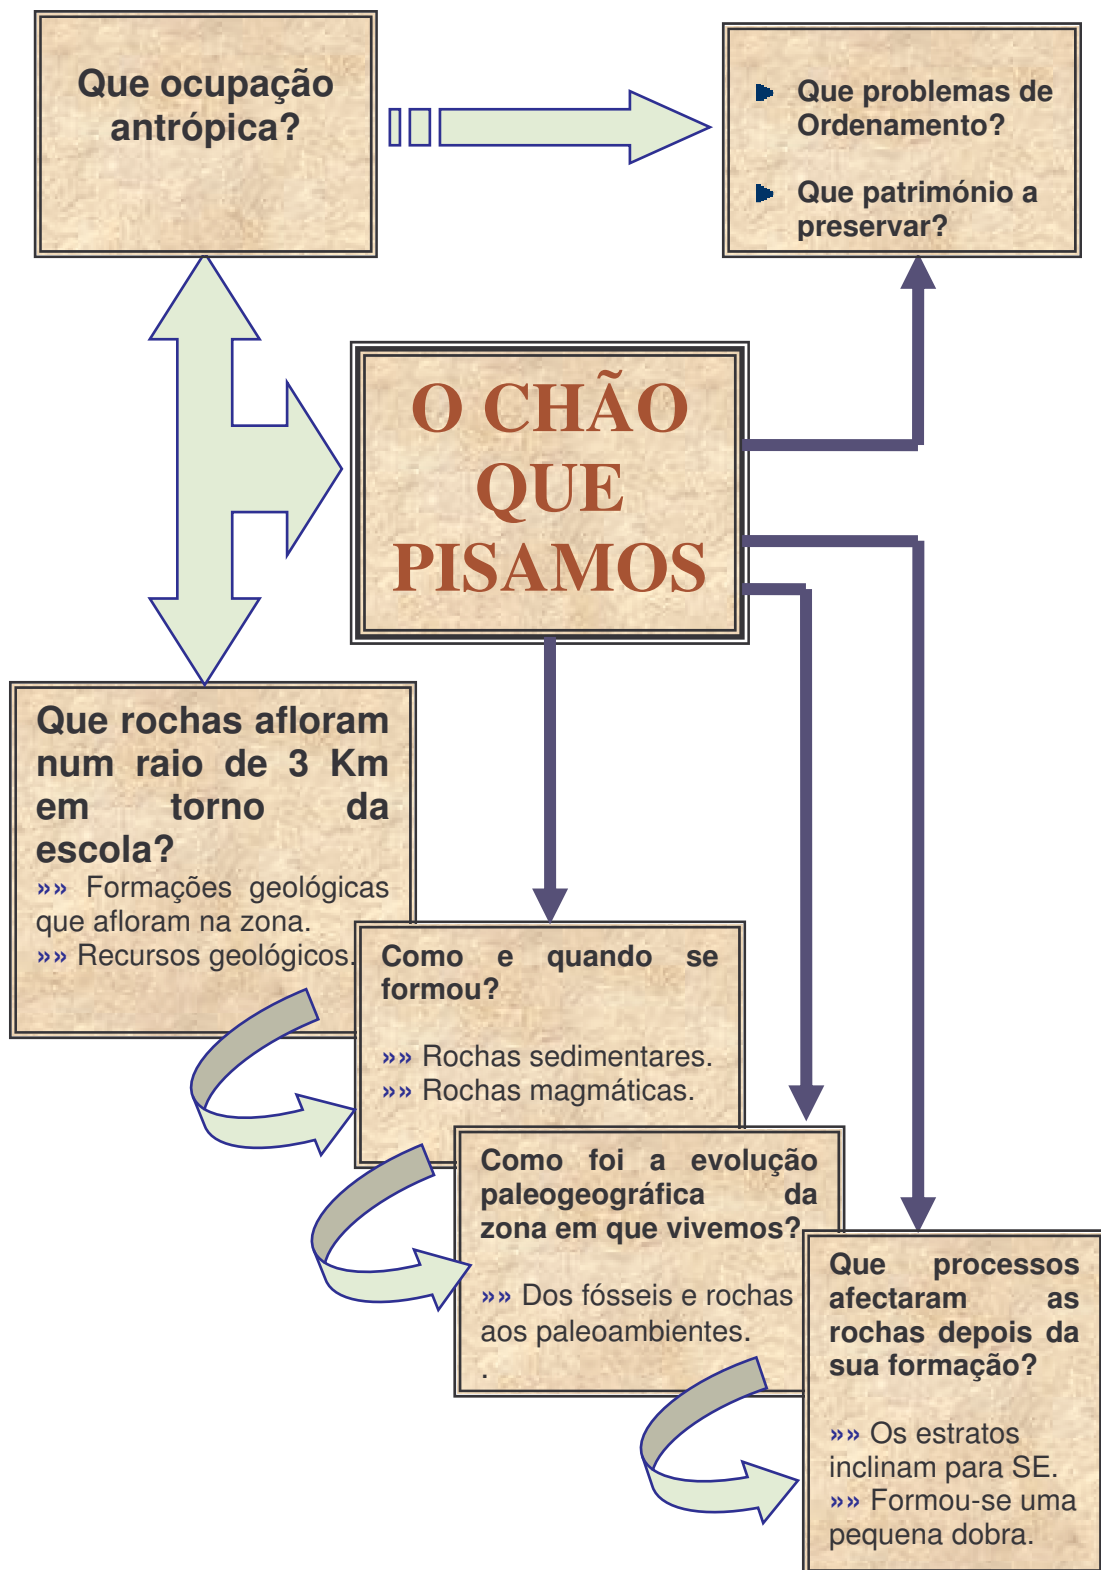 Que ocupação
antrópica?
Que problemas de
Ordenamento?
Que património a
preservar?
O CHÃO
QUE
PISAMOS
Que rochas afloram
num raio de 3 Km
em torno da
escola?
»» Formações geológicas
que afloram na zona.
»» Recursos geológicos.
Como e quando se
formou?
»» Rochas sedimentares.
»» Rochas magmáticas.
Como foi a evolução
paleogeográfica da
zona em que vivemos?
»» Dos fósseis e rochas
aos paleoambientes.
.
Que processos
afectaram as
rochas depois da
sua formação?
»» Os estratos
inclinam para SE.
»» Formou-se uma
pequena dobra.